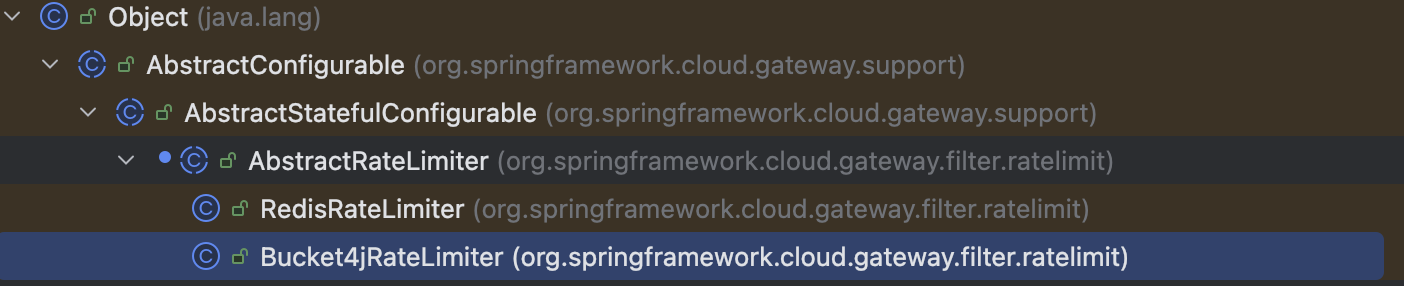 Object (java.lang)
AbstractConfigurable (org.springframework.cloud.gateway.support)
AbstractStatefulConfigurable (org.springframework.cloud.gateway.support)
AbstractRateLimiter (org.springframework.cloud.gateway.filter.ratelimit)
RedisRateLimiter (org.springframework.cloud.gateway.filter.ratelimit)
Bucket4jRateLimiter (org.springframework.cloud.gateway.filter.ratelimit)